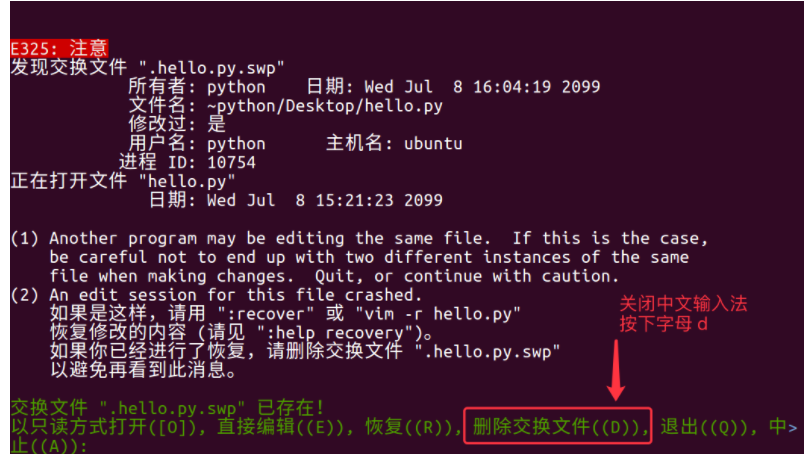 E325: 注意
发现交换文件 ".hello.py.swp"
所有者: python    日期: Wed Jul  8 16:04:19 2099
文件名: ~python/Desktop/hello.py
修改过: 是
用户名: python      主机名: ubuntu
进程 ID: 10754
正在打开文件 "hello.py"
日期: Wed Jul  8 15:21:23 2099
(1) Another program may be editing the same file.  If this is the case,
be careful not to end up with two different instances of the same
file when making changes.  Quit, or continue with caution.
(2) An edit session for this file crashed.
如果是这样，请用 ":recover" 或 "vim -r hello.py"
恢复修改的内容 (请见 ":help recovery")。
如果你已经进行了恢复，请删除交换文件 ".hello.py.swp"
以避免再看到此消息。
关闭中文输入法
按下字母 d
交换文件 ".hello.py.swp" 已存在！
以只读方式打开([O])，直接编辑((E))，恢复((R))，删除交换文件((D))，退出((Q))，中>
止((A)):